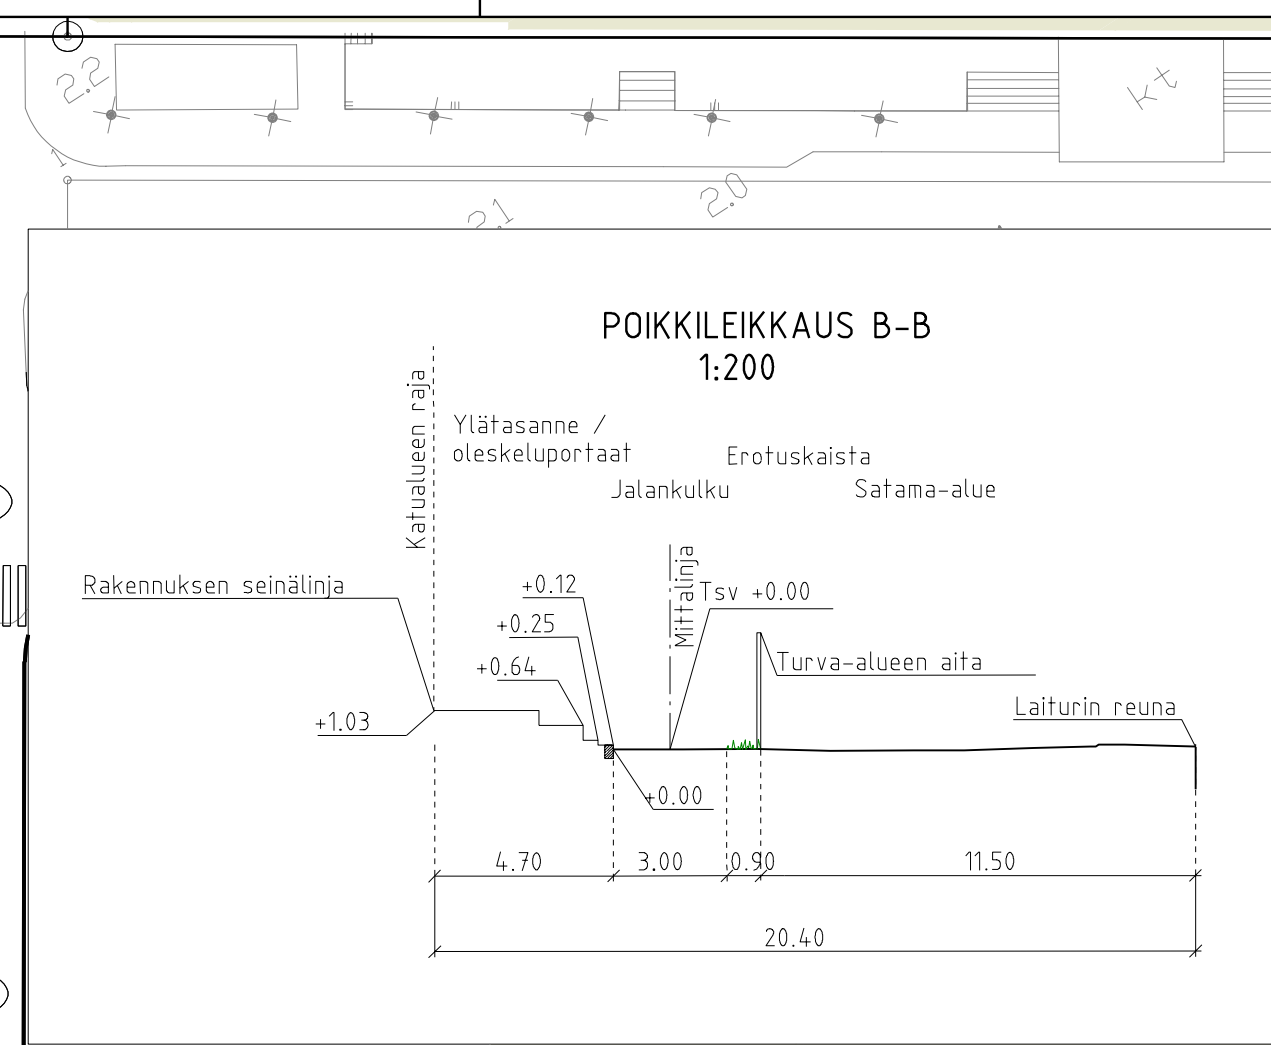 2.2
kt
1
2.0
2.1
POIKKILEIKKAUS B-B
1:200
Katualueen raja
Ylätasanne /
oleskeluportaat
Erotuskaista
Jalankulku
Satama-alue
Rakennuksen seinälinja
+0.12
Mittalinja
Tsv +0.00
+0.25
+0.64
Turva-alueen aita
+1.03
Laiturin reuna
+0.00
4.70
3.00
0.90
11.50
20.40